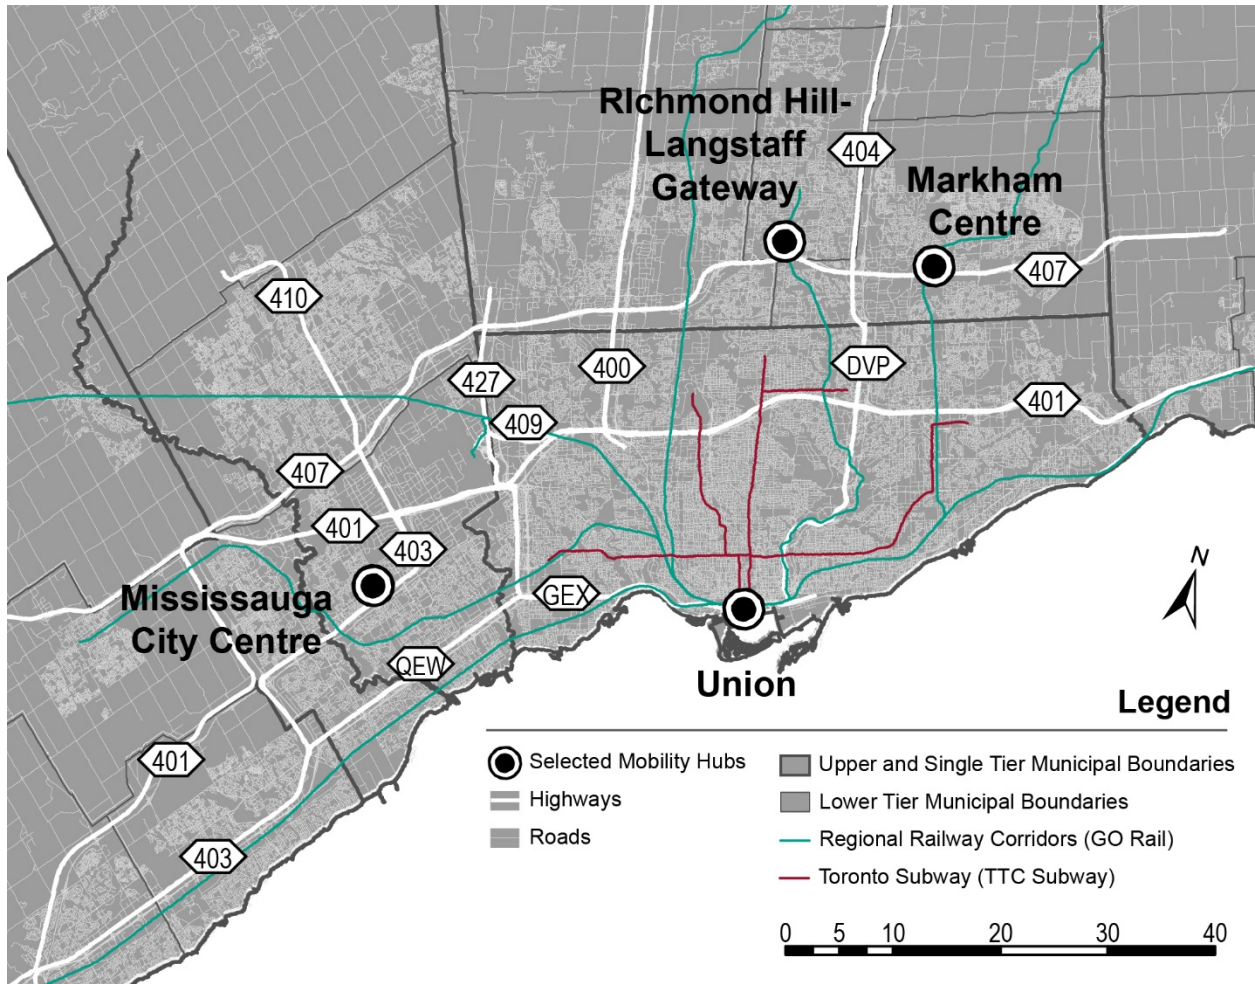 RIchmond Hill-
Langstaff
Gateway
404
Markham
Centre
407
410
427
400
DVP
401
409
407
401
403
Mississauga
City Centre
GEX
QEW
Union
N
401
403
Legend
Selected Mobility Hubs
Highways
Roads
Upper and Single Tier Municipal Boundaries
Lower Tier Municipal Boundaries
Regional Railway Corridors (GO Rail)
Toronto Subway (TTC Subway)
0 5 10 20 30 40